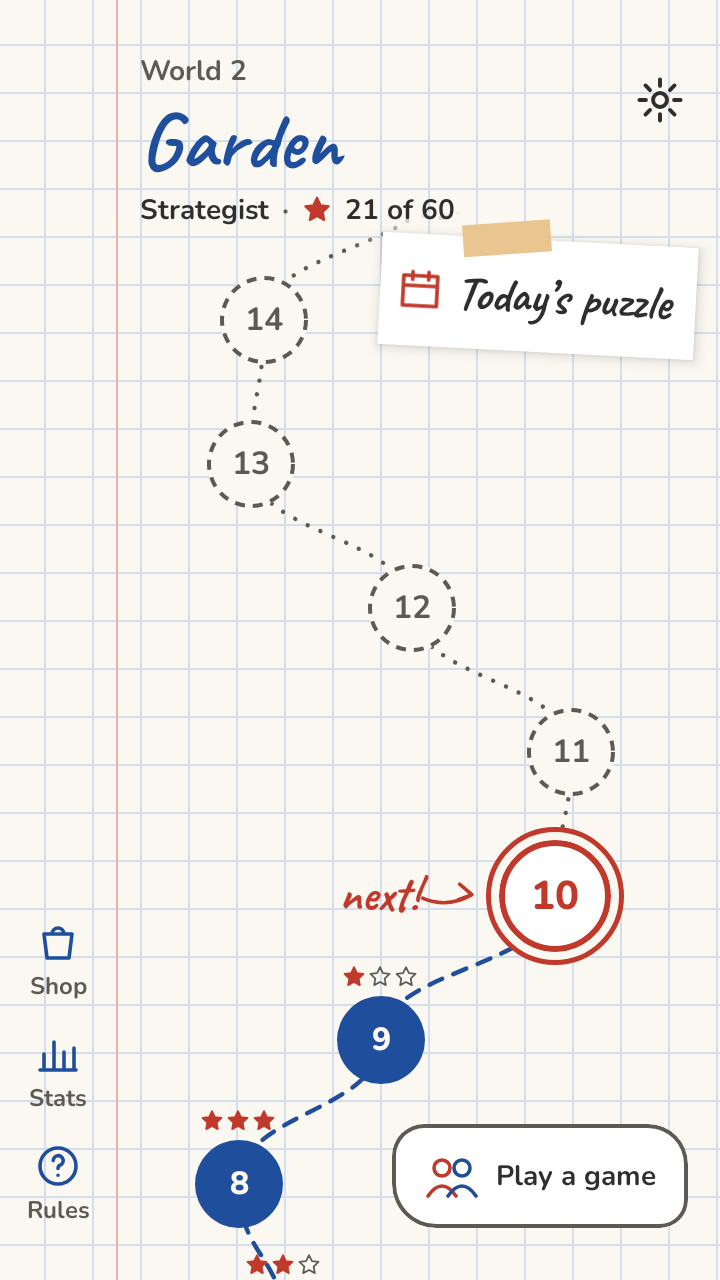 World 2
Garden
Strategist · 21 of 60
Today's puzzle
14
13
12
11
next!
10
9
8
Shop
Stats
Rules
Play a game